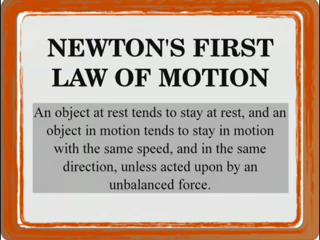 NEWTON'S FIRST
LAW OF MOTION
An object at rest tends to stay at rest, and an
object in motion tends to stay in motion
with the same speed, and in the same
direction, unless acted upon by an
unbalanced force.